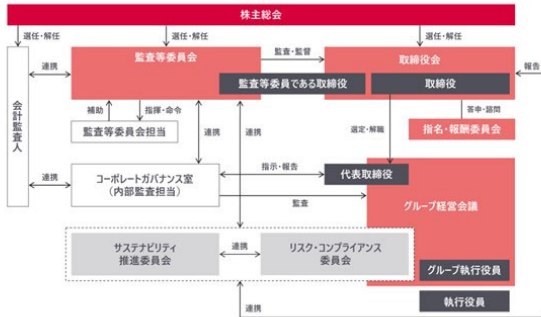 株主総会
選任・解任
選任・解任
選任・解任
監査等委員会
監査・監督
取締役会
連携
報告
監査等委員である取締役
取締役
会計監査人
補助
指揮・命令
答申・諮問
監査等委員会担当
連携
連携
選定・解職
指名・報酬委員会
コーポレートガバナンス室
(内部監査担当)
指示・報告
代表取締役
連携
監査
グループ経営会議
サステナビリティ
推進委員会
連携
リスク・コンプライアンス
委員会
グループ執行役員
執行役員
連携